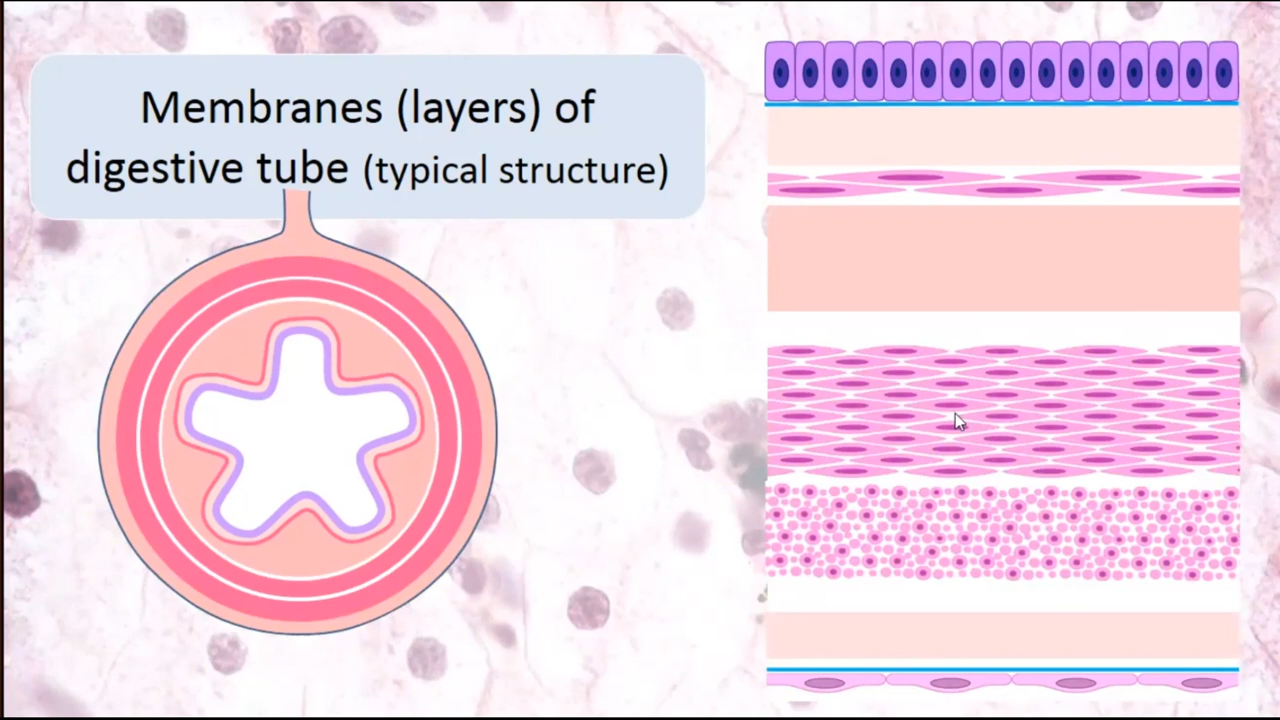 Membranes (layers) of
digestive tube (typical structure)